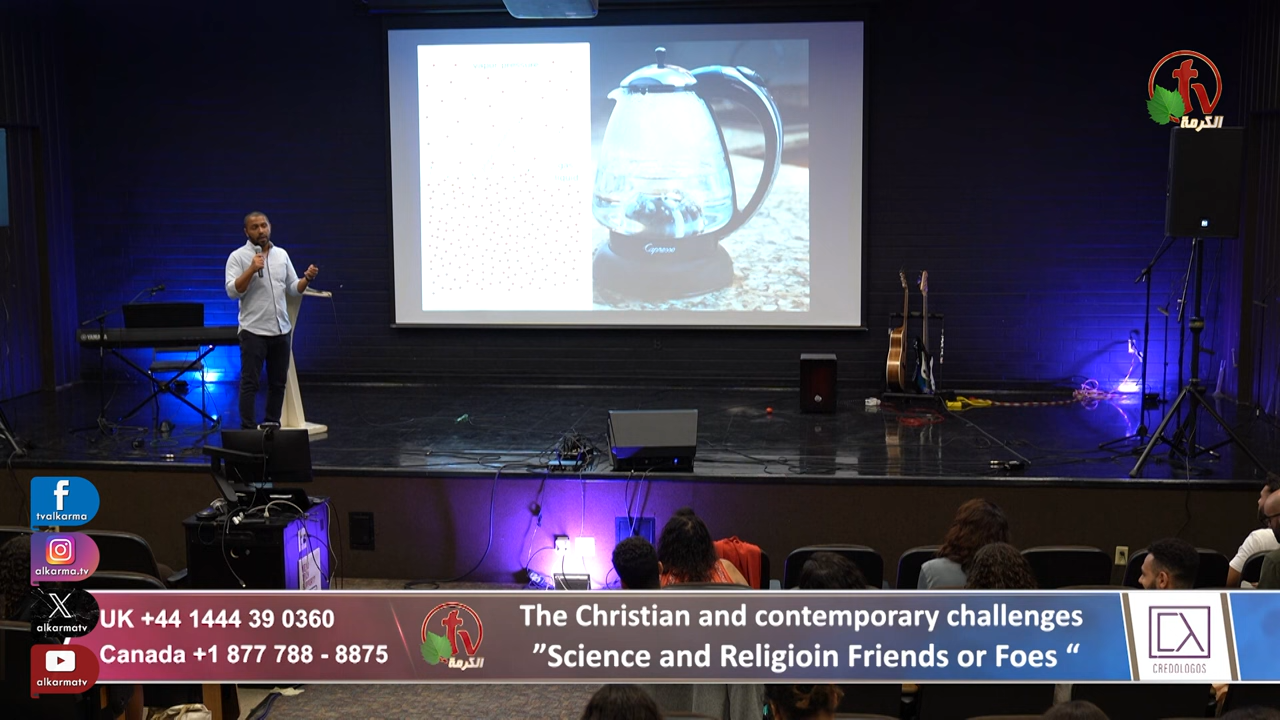 Capresso
tv
الكرمة
YAMAHA
tvalkarma
alkarma.tv
alkarmatv
alkarmatv
UK +44 1444 39 0360
Canada +1 877 788 - 8875
tv
الكرمة
The Christian and contemporary challenges
”Science and Religioin Friends or Foes “
CREDOLOGOS